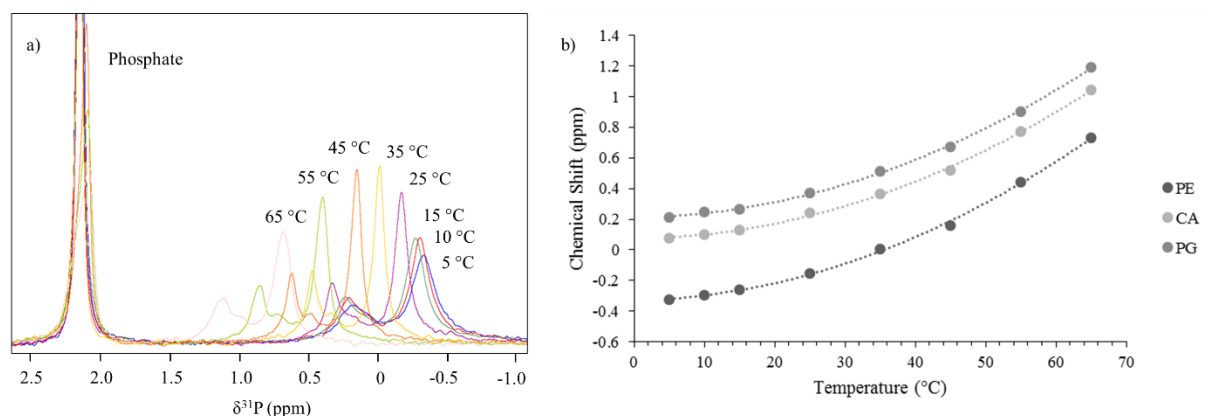 a)
Phosphate
45 °C
35 °C
55 °C
25 °C
65 °C
15 °C
10 °C
5 °C
2.5 2.0 1.5 1.0 0.5 0 -0.5 -1.0
δ³¹P (ppm)
b)
1.4
1.2
1
0.8
0.6
0.4
0.2
0
-0.2
-0.4
-0.6
Chemical Shift (ppm)
0 10 20 30 40 50 60 70
Temperature (°C)
PE
CA
PG